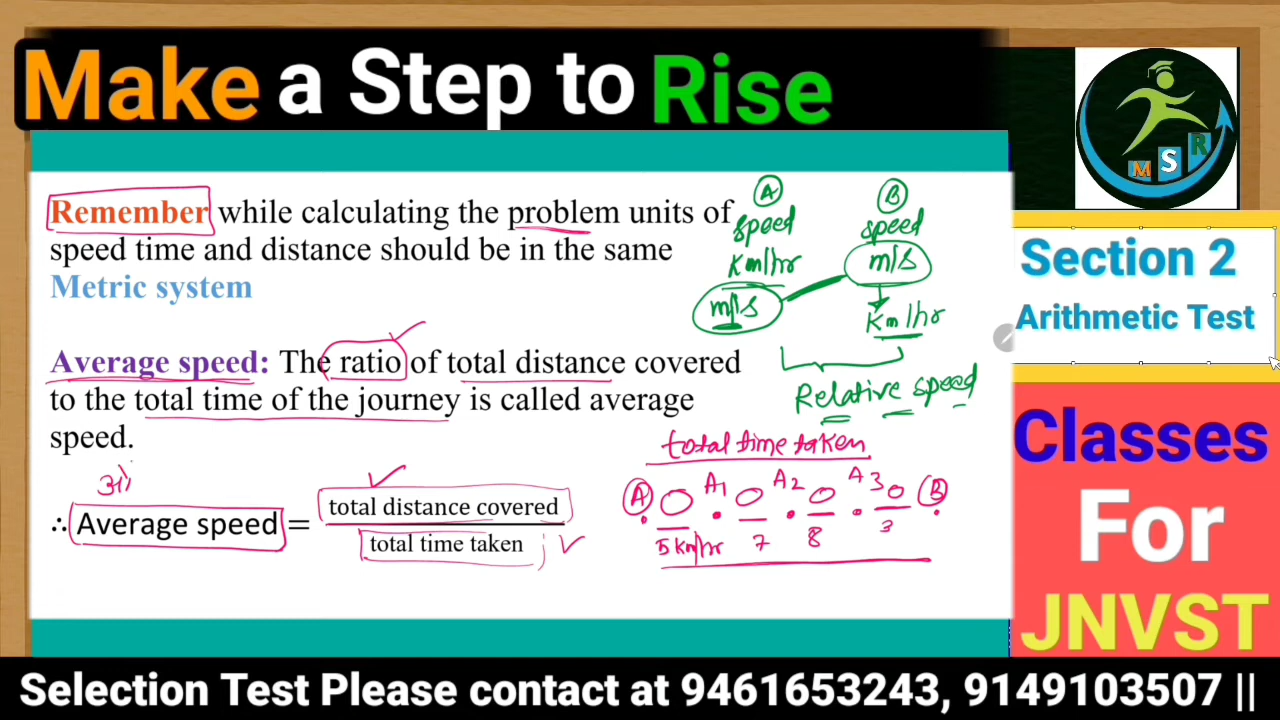 Make a Step to Rise
M S R
Remember while calculating the problem units of
speed time and distance should be in the same
Metric system
Average speed: The ratio of total distance covered
to the total time of the journey is called average
speed.
∴ Average speed = total distance covered
total time taken
A
speed
Km/hr
m/s
B
speed
m/s
Km/hr
Relative speed
total time taken
A A1 A2 A3 B
5km/hr 7 8 3
Section 2
Arithmetic Test
Classes
For
JNVST
Selection Test Please contact at 9461653243, 9149103507 ||